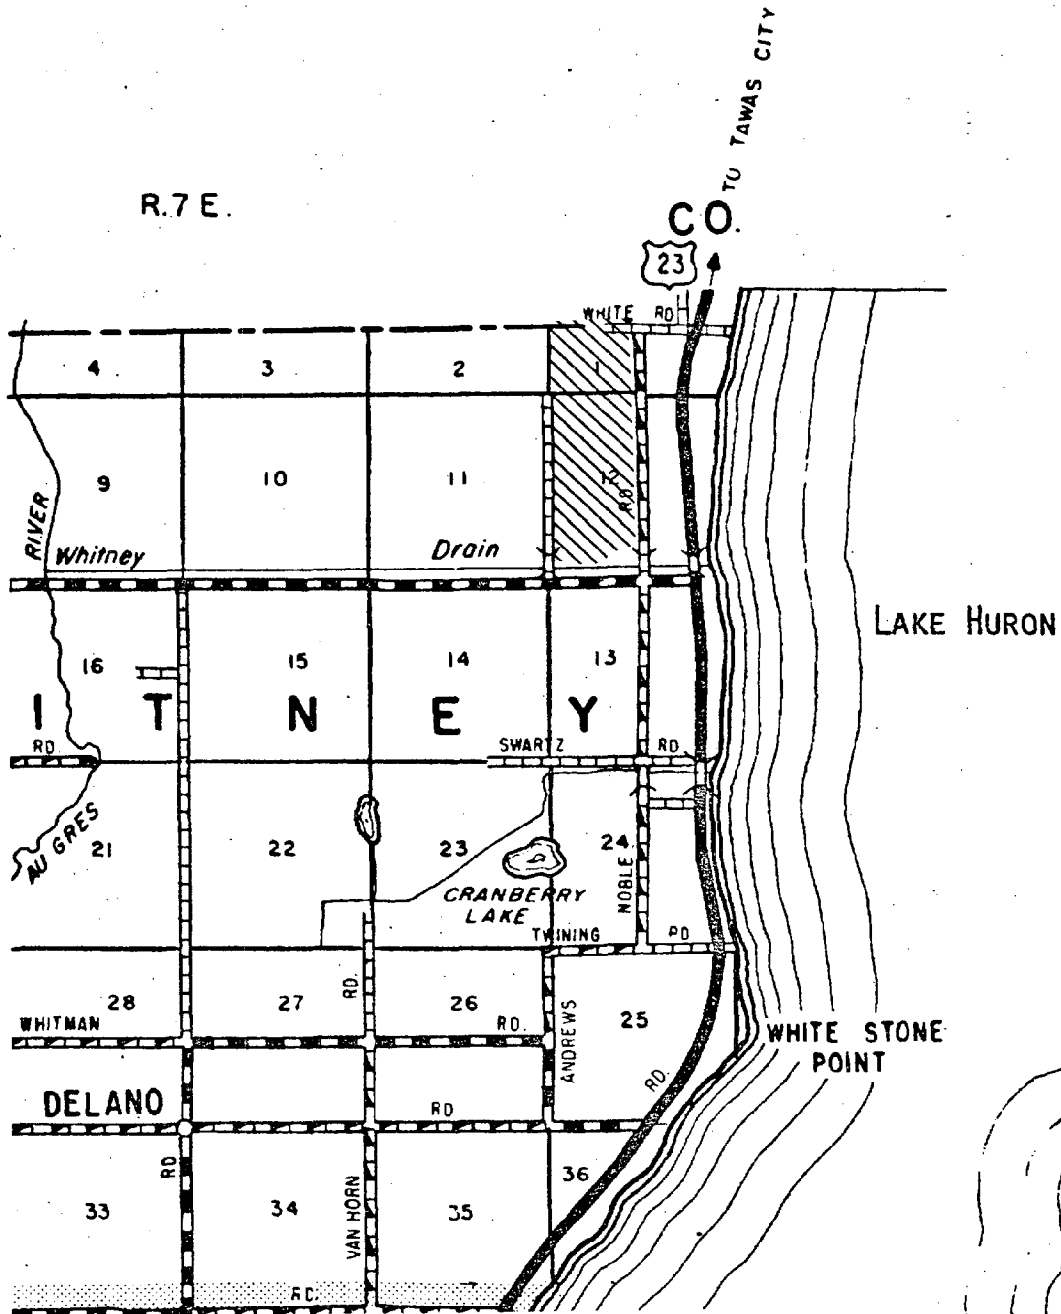 TO TAWAS CITY
R.7 E.
CO.
23
WHITE RD
4 3 2 1
9 10 11 12
RD.
RIVER
Whitney Drain
LAKE HURON
16 15 14 13
I T N E Y
RD.
SWARTZ RD.
AU GRES
21 22 23 24
NOBLE
CRANBERRY
LAKE
TWINING RD
28 27 26 25
RD.
WHITMAN RD.
ANDREWS
WHITE STONE
POINT
RD.
DELANO RD
RD.
36
33 34 35
VAN HORN
RD.